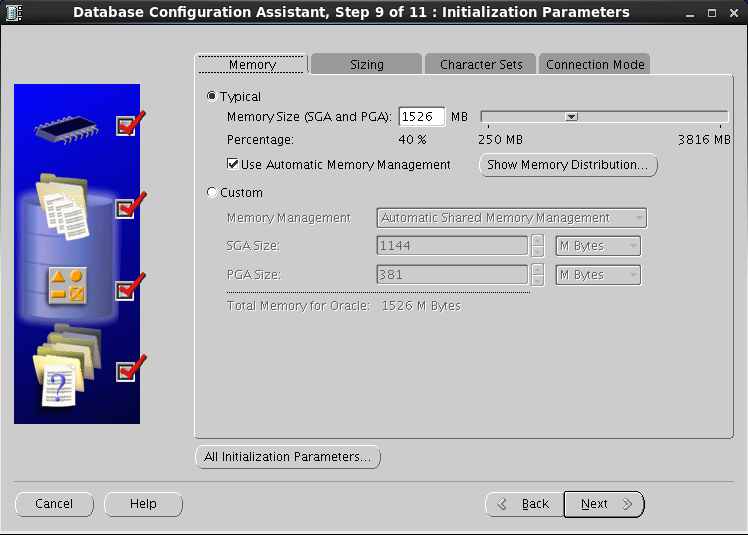 Database Configuration Assistant, Step 9 of 11 : Initialization Parameters
Memory Sizing Character Sets Connection Mode
Typical
Memory Size (SGA and PGA): 1526 MB
Percentage: 40 % 250 MB 3816 MB
Use Automatic Memory Management Show Memory Distribution...
Custom
Memory Management Automatic Shared Memory Management
SGA Size: 1144 M Bytes
PGA Size: 381 M Bytes
Total Memory for Oracle: 1526 M Bytes
?
All Initialization Parameters...
Cancel Help Back Next